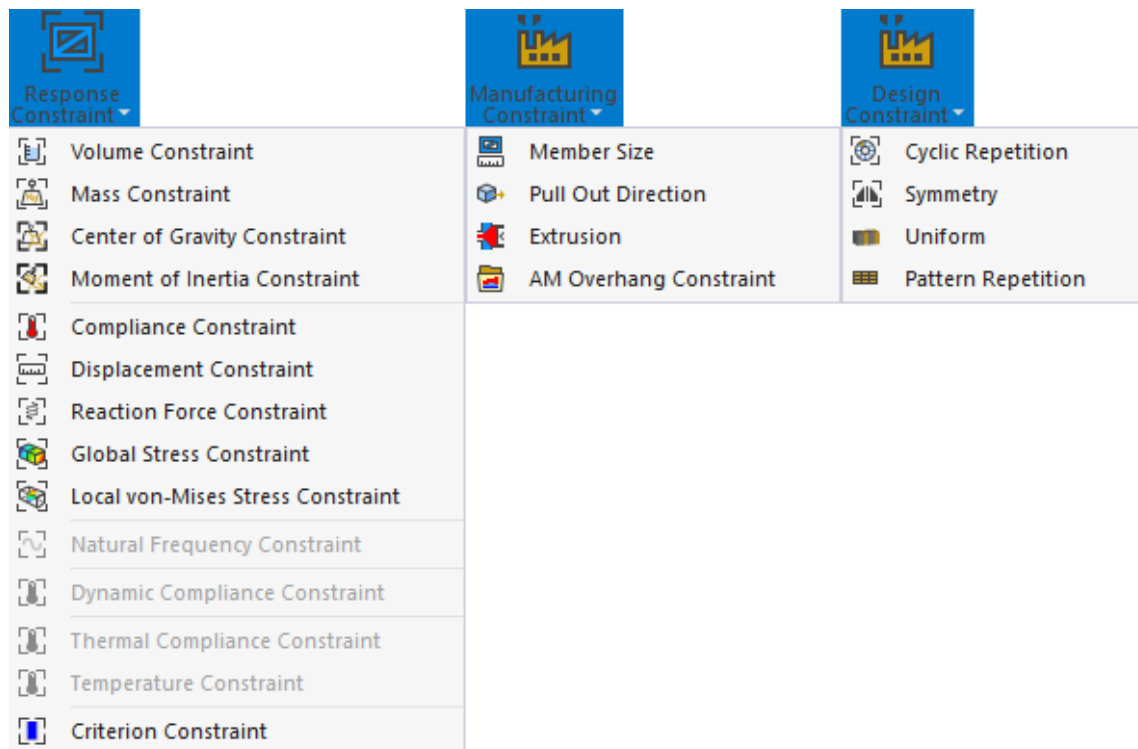 Response
Constraint
Volume Constraint
Mass Constraint
Center of Gravity Constraint
Moment of Inertia Constraint
Compliance Constraint
Displacement Constraint
Reaction Force Constraint
Global Stress Constraint
Local von-Mises Stress Constraint
Natural Frequency Constraint
Dynamic Compliance Constraint
Thermal Compliance Constraint
Temperature Constraint
Criterion Constraint
Manufacturing
Constraint
Member Size
Pull Out Direction
Extrusion
AM Overhang Constraint
Design
Constraint
Cyclic Repetition
Symmetry
Uniform
Pattern Repetition